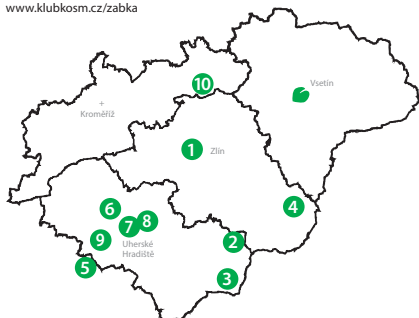 www.klubkosm.cz/zabka
Vsetín
10
Kroměříž
1 Zlín
4
6
7 8
9 Uherské
Hradiště
2
5
3